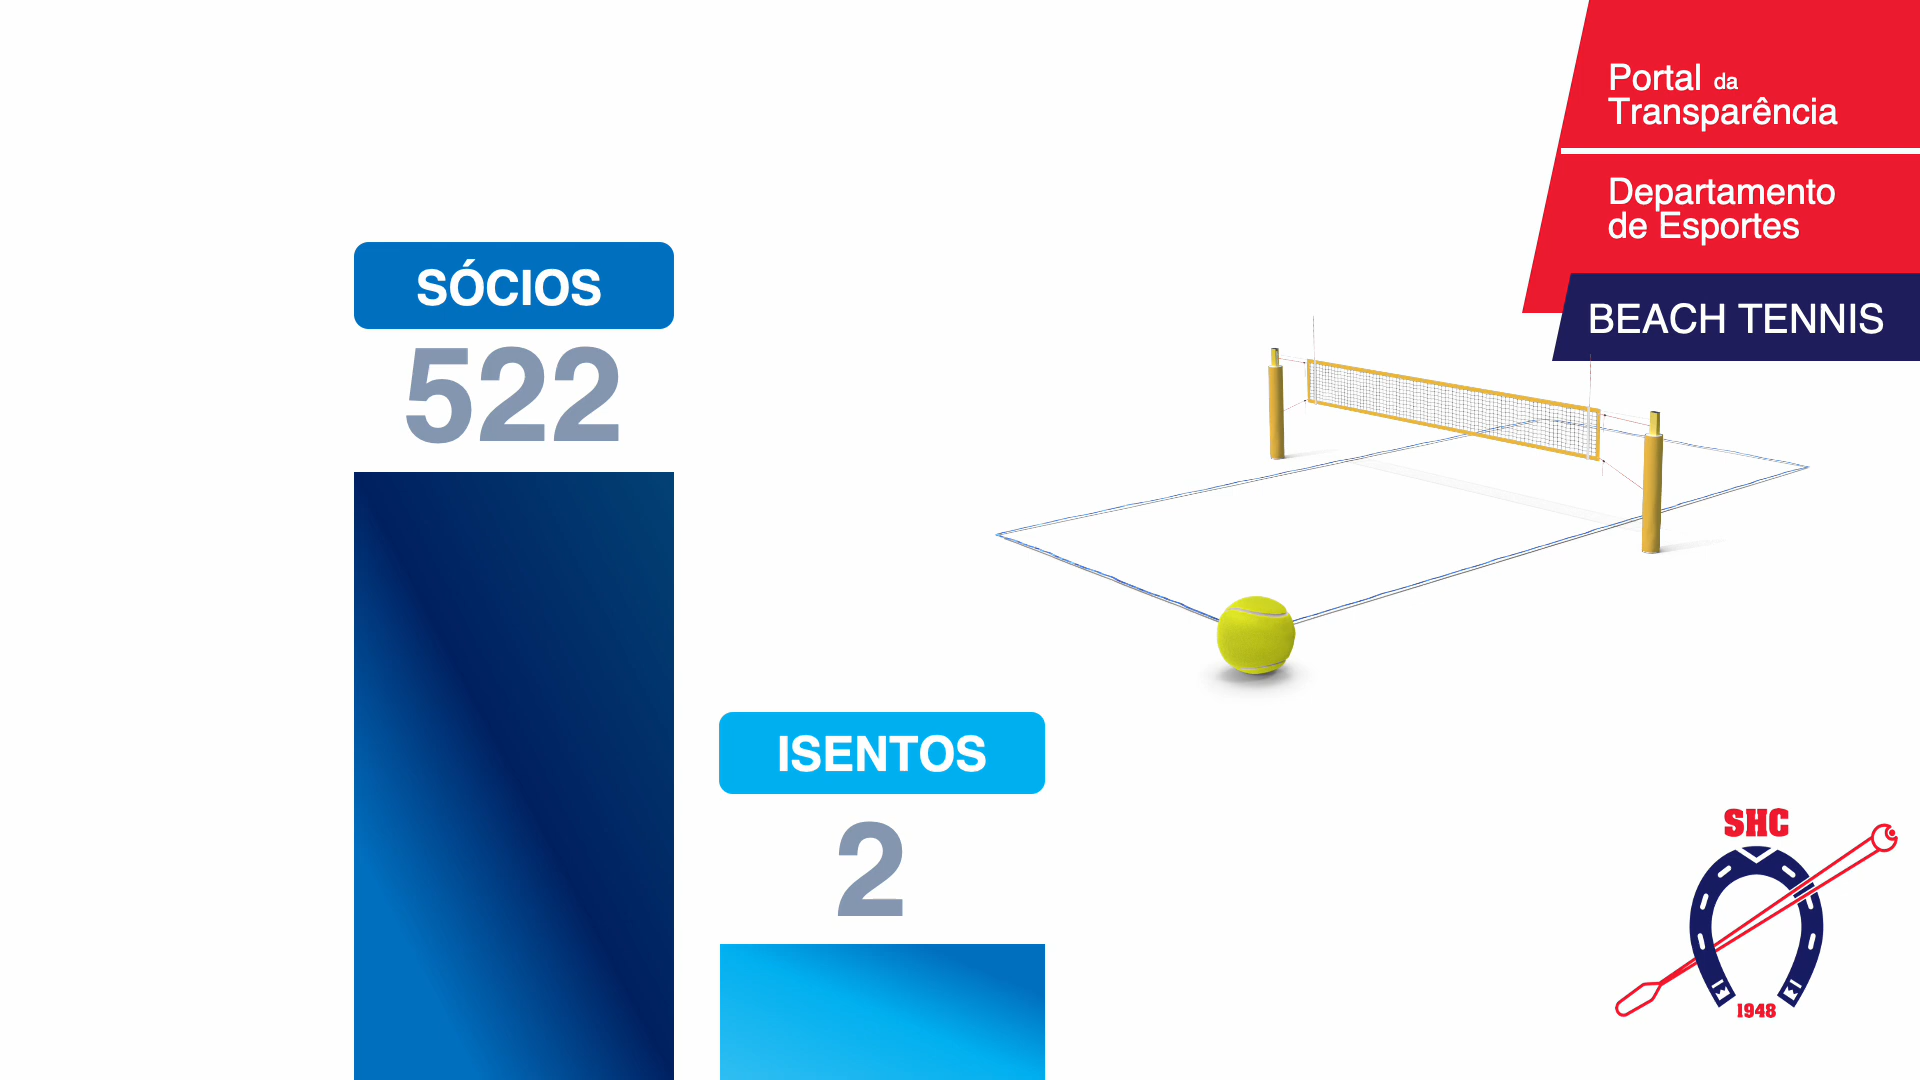 Portal da
Transparência
Departamento
de Esportes
BEACH TENNIS
SÓCIOS
522
ISENTOS
2
SHC
1948